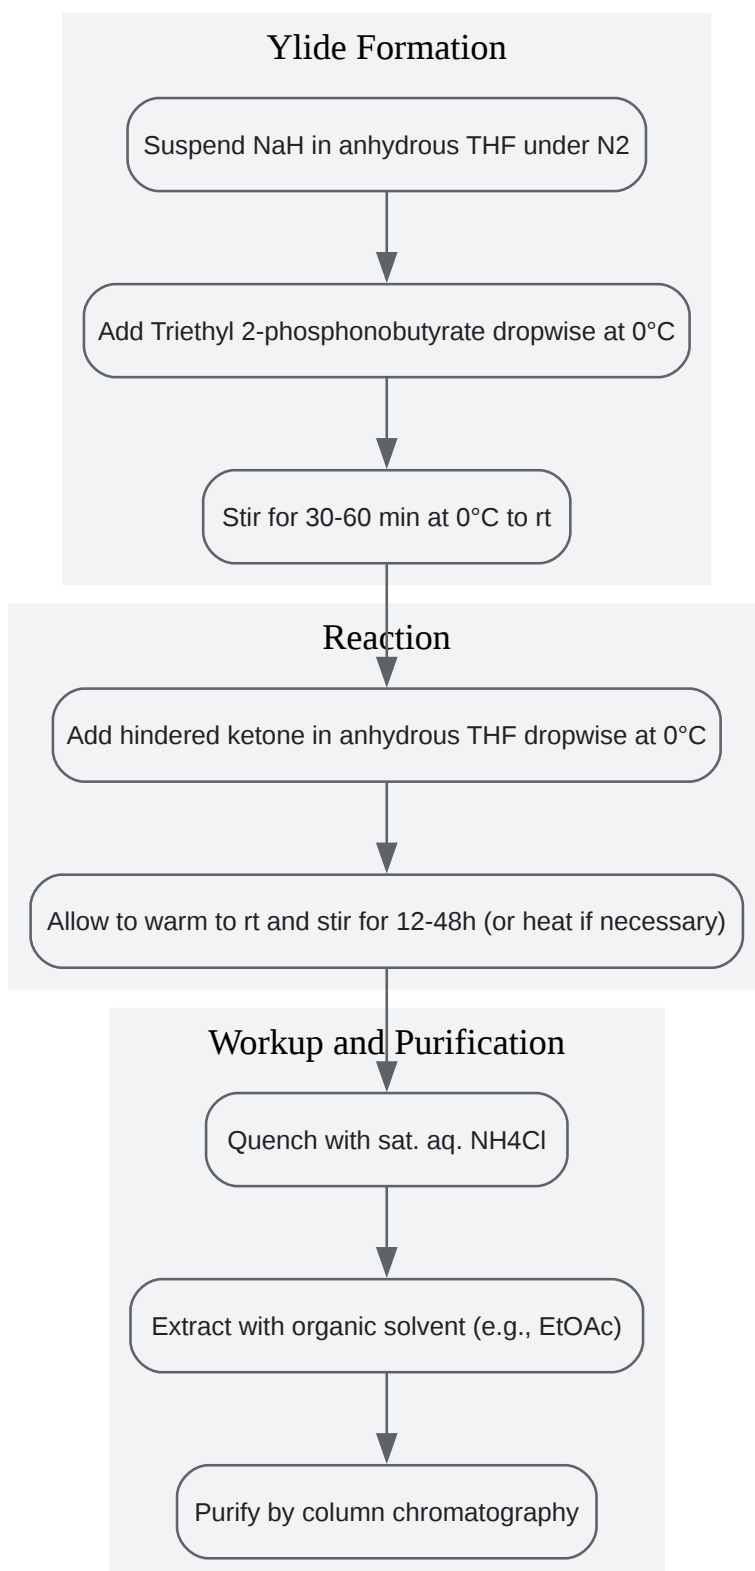 Ylide Formation
Suspend NaH in anhydrous THF under N2
Add Triethyl 2-phosphonobutyrate dropwise at 0°C
Stir for 30-60 min at 0°C to rt
Reaction
Add hindered ketone in anhydrous THF dropwise at 0°C
Allow to warm to rt and stir for 12-48h (or heat if necessary)
Workup and Purification
Quench with sat. aq. NH4Cl
Extract with organic solvent (e.g., EtOAc)
Purify by column chromatography